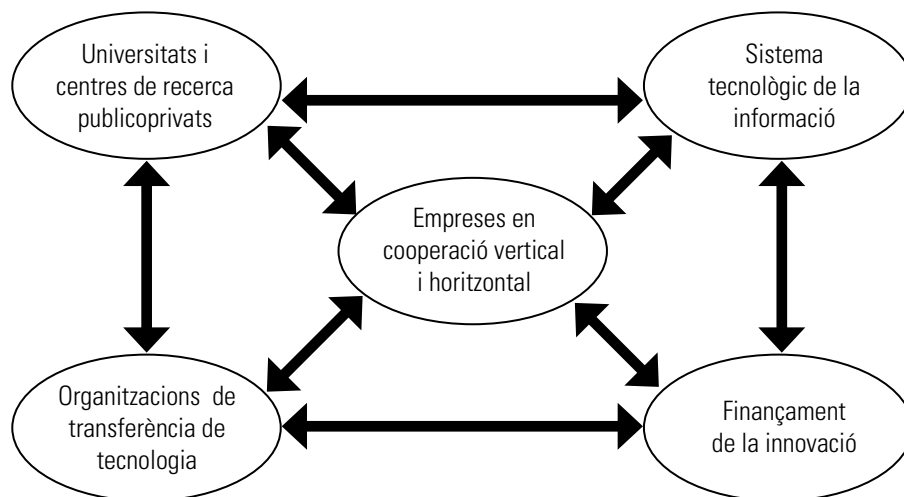 Universitats i
centres de recerca
publicoprivats
Sistema
tecnològic de la
informació
Empreses en
cooperació vertical
i horitzontal
Organitzacions de
transferència de
tecnologia
Finançament
de la innovació